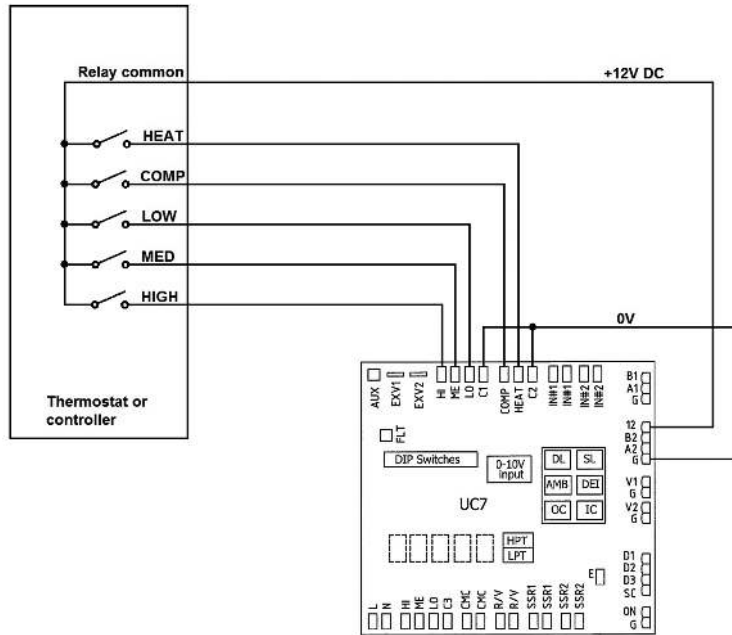 Relay common
+12V DC
HEAT
COMP
LOW
MED
HIGH
0V
Thermostat or
controller
AUX
EXV1
EXV2
HI
ME
LO
C1
COMP
HEAT
C2
IN#1
IN#1
IN#2
IN#2
B1
A1
G
FLT
DIP Switches
0-10V
input
DL SL
AMB DEI
OC IC
UC7
12
B2
A2
G
V1
G
V2
G
HPT
LPT
E
D1
D2
D3
SC
ON
G
L
N
HI
ME
LO
C3
CMC
CMC
R/V
R/V
SSR1
SSR1
SSR2
SSR2